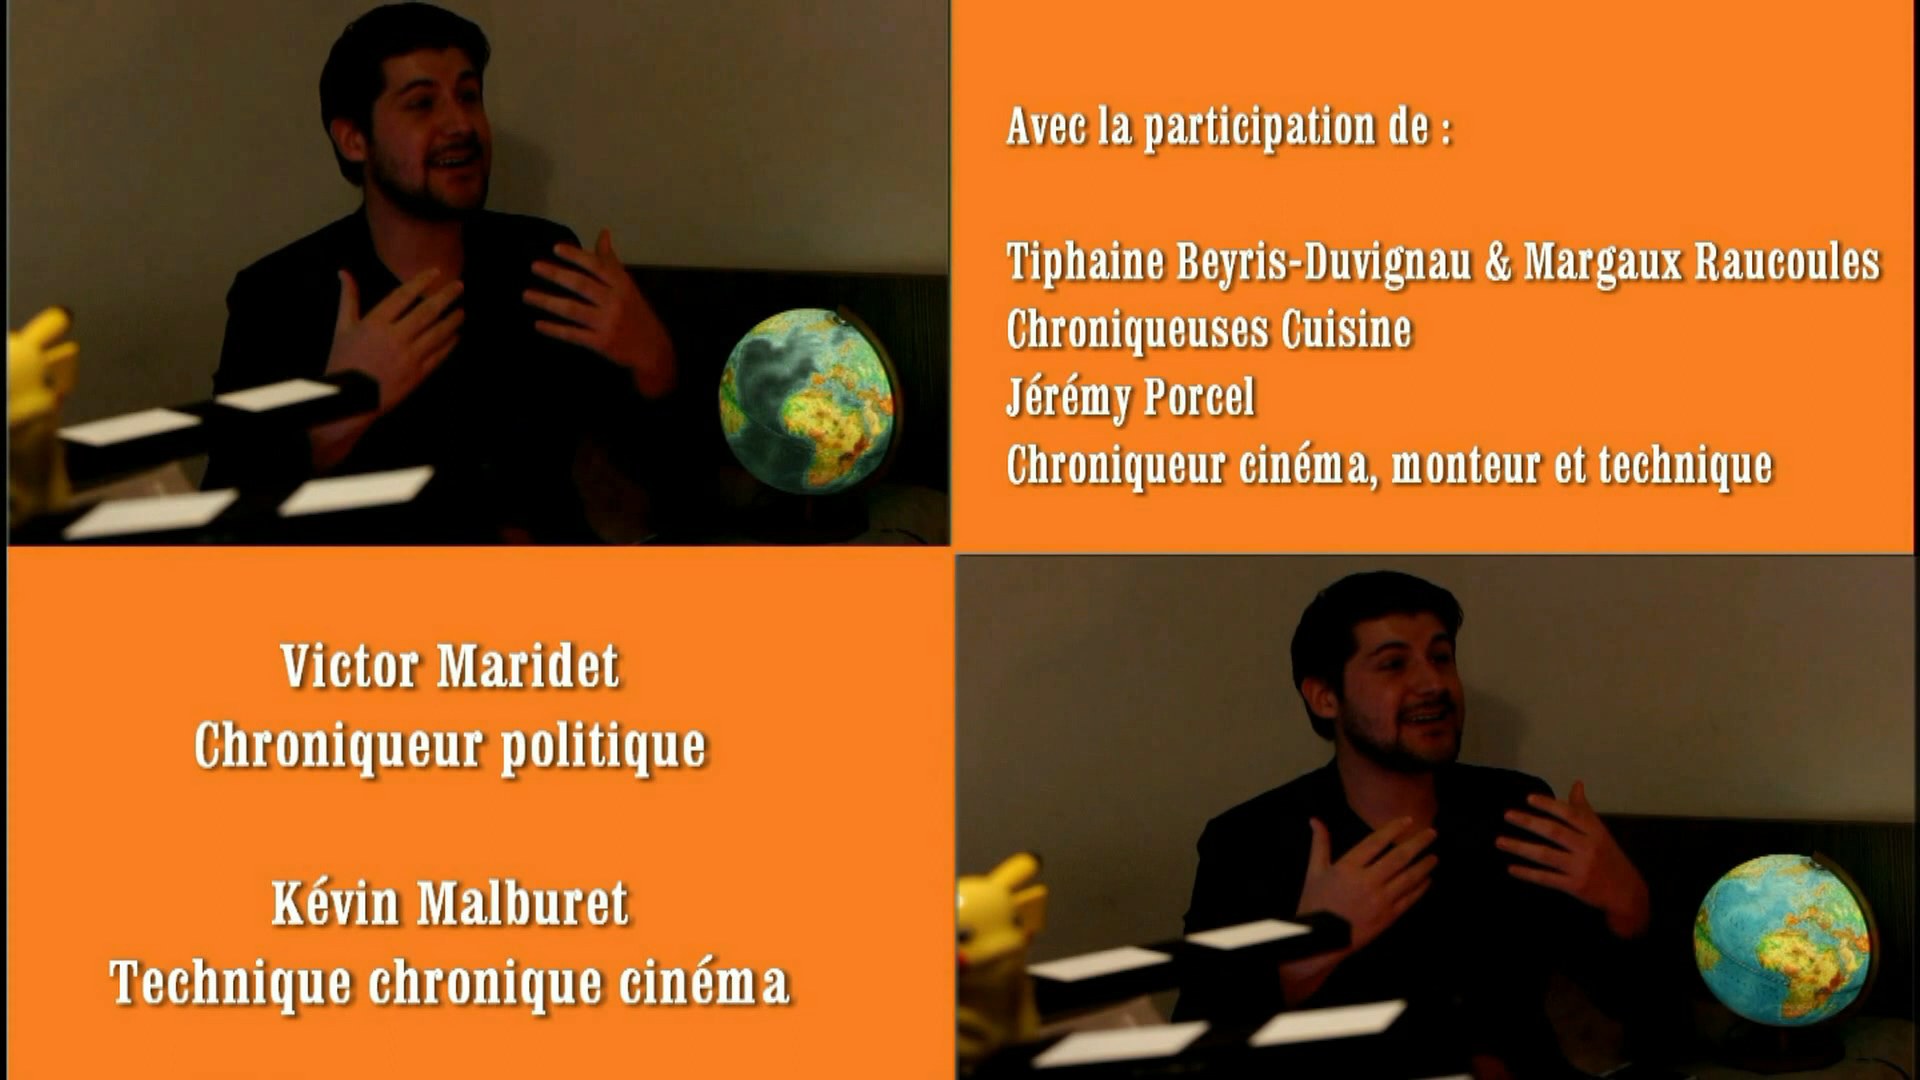 Avec la participation de :
Tiphaine Beyris-Duvignau & Margaux Raucoules
Chroniqueuses Cuisine
Jérémy Porcel
Chroniqueur cinéma, monteur et technique
Victor Maridet
Chroniqueur politique
Kévin Malburet
Technique chronique cinéma